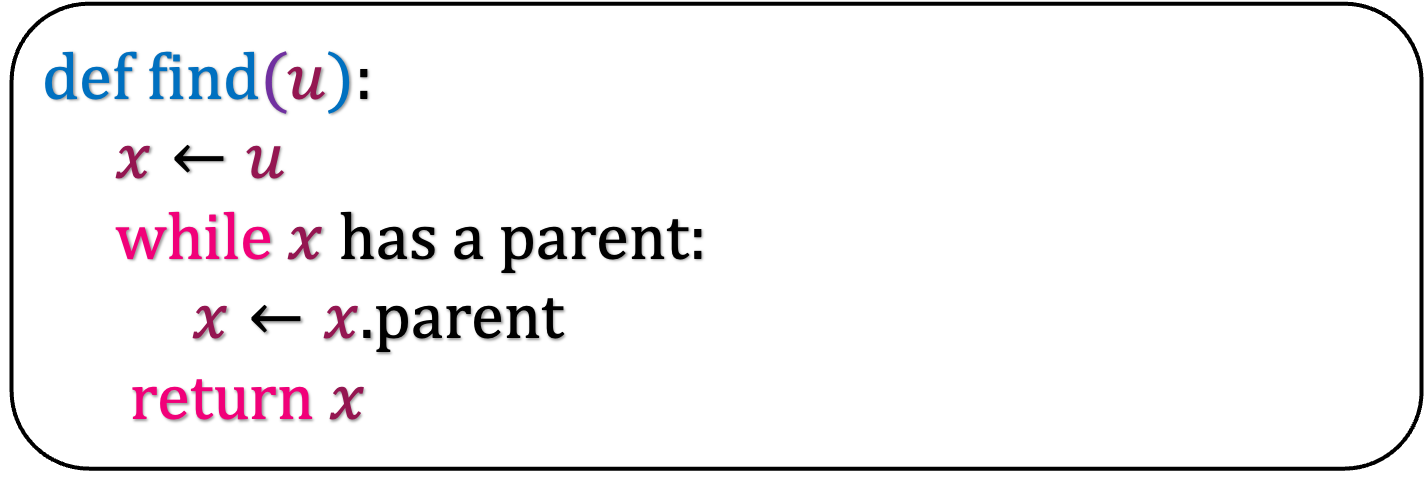 def find(𝑢):
𝑥 ← 𝑢
while 𝑥 has a parent:
𝑥 ← 𝑥.parent
return 𝑥